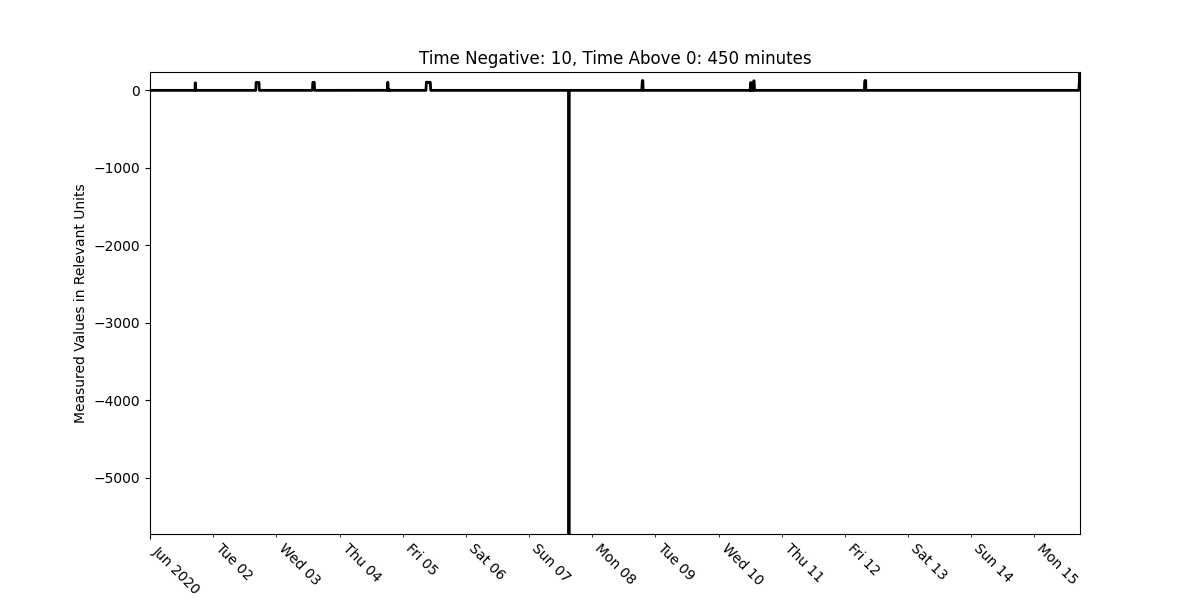 Time Negative: 10, Time Above 0: 450 minutes
0
−1000
−2000
−3000
−4000
−5000
Measured Values in Relevant Units
Jun 2020
Tue 02
Wed 03
Thu 04
Fri 05
Sat 06
Sun 07
Mon 08
Tue 09
Wed 10
Thu 11
Fri 12
Sat 13
Sun 14
Mon 15